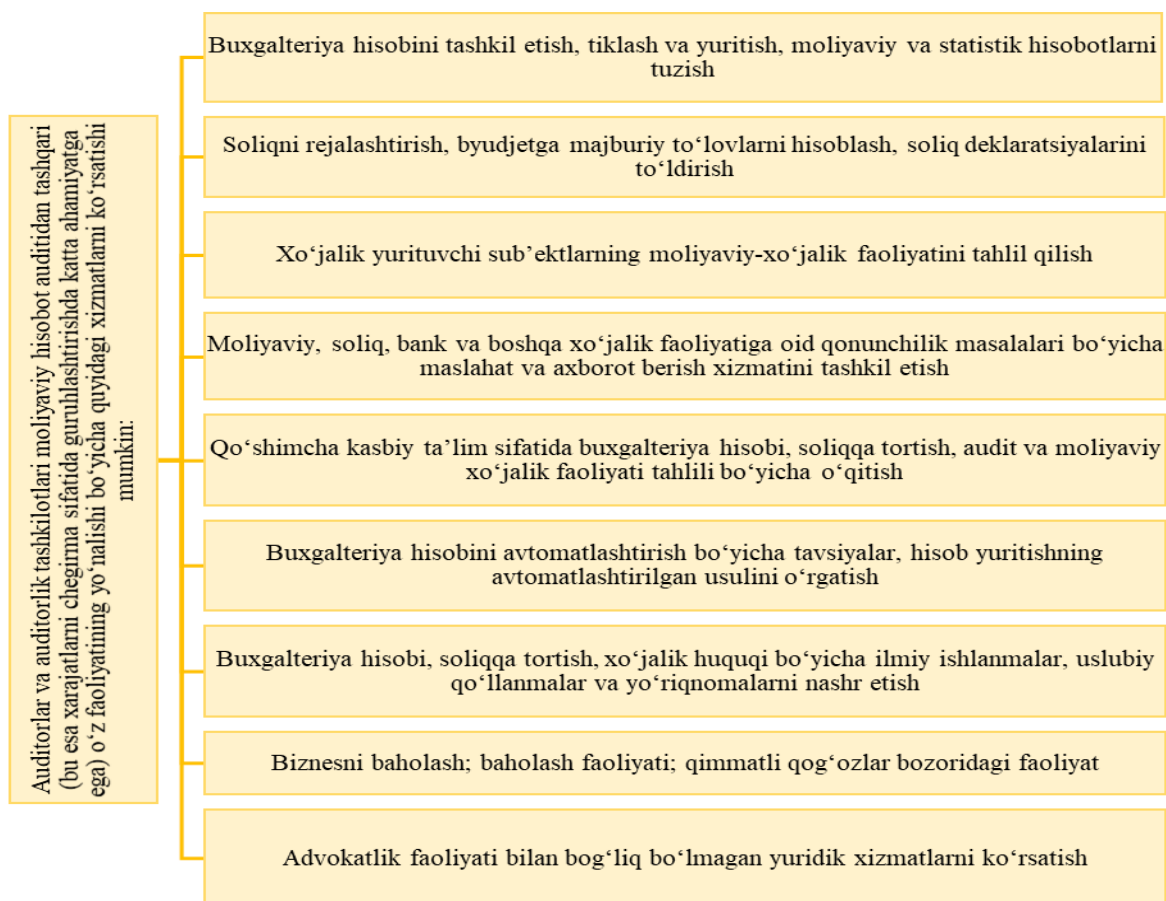 Auditorlar va auditorlik tashkilotlari moliyaviy hisobot auditidan tashqari
(bu esa xarajatlarni chegirma sifatida guruhlashtirishda katta ahamiyatga
ega) o‘z faoliyatining yo‘nalishi bo‘yicha quyidagi xizmatlarni ko‘rsatishi
mumkin:
Buxgalteriya hisobini tashkil etish, tiklash va yuritish, moliyaviy va statistik hisobotlarni
tuzish
Soliqni rejalashtirish, byudjetga majburiy to‘lovlarni hisoblash, soliq deklaratsiyalarini
to‘ldirish
Xo‘jalik yurituvchi sub’ektlarning moliyaviy-xo‘jalik faoliyatini tahlil qilish
Moliyaviy, soliq, bank va boshqa xo‘jalik faoliyatiga oid qonunchilik masalalari bo‘yicha
maslahat va axborot berish xizmatini tashkil etish
Qo‘shimcha kasbiy ta’lim sifatida buxgalteriya hisobi, soliqqa tortish, audit va moliyaviy
xo‘jalik faoliyati tahlili bo‘yicha o‘qitish
Buxgalteriya hisobini avtomatlashtirish bo‘yicha tavsiyalar, hisob yuritishning
avtomatlashtirilgan usulini o‘rgatish
Buxgalteriya hisobi, soliqqa tortish, xo‘jalik huquqi bo‘yicha ilmiy ishlanmalar, uslubiy
qo‘llanmalar va yo‘riqnomalarni nashr etish
Biznesni baholash; baholash faoliyati; qimmatli qog‘ozlar bozoridagi faoliyat
Advokatlik faoliyati bilan bog‘liq bo‘lmagan yuridik xizmatlarni ko‘rsatish